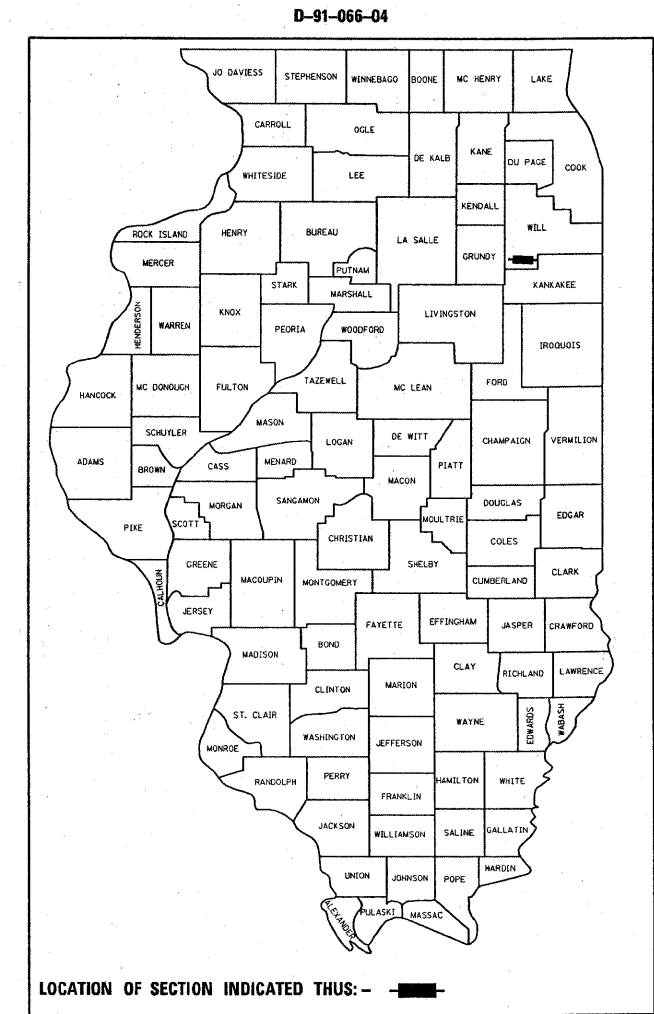 D-91-066-04
JO DAVIESS STEPHENSON WINNEBAGO BOONE MC HENRY LAKE
CARROLL OGLE DE KALB KANE DU PAGE COOK
WHITESIDE LEE
KENDALL
ROCK ISLAND HENRY BUREAU LA SALLE GRUNDY WILL
MERCER PUTNAM KANKAKEE
STARK MARSHALL
HENDERSON WARREN KNOX PEORIA WOODFORD LIVINGSTON IROQUOIS
HANCOCK MC DONOUGH FULTON TAZEWELL MC LEAN FORD
MASON
SCHUYLER LOGAN DE WITT CHAMPAIGN VERMILION
ADAMS BROWN CASS MENARD MACON PIATT
MORGAN SANGAMON DOUGLAS EDGAR
PIKE SCOTT CHRISTIAN MOULTRIE COLES
CALHOUN GREENE MACOUPIN MONTGOMERY SHELBY CUMBERLAND CLARK
JERSEY
FAYETTE EFFINGHAM JASPER CRAWFORD
MADISON BOND
CLAY RICHLAND LAWRENCE
CLINTON MARION
ST. CLAIR WAYNE EDWARDS WABASH
MONROE WASHINGTON JEFFERSON
RANDOLPH PERRY HAMILTON WHITE
FRANKLIN
JACKSON WILLIAMSON SALINE GALLATIN
UNION JOHNSON POPE HARDIN
ALEXANDER PULASKI MASSAC
LOCATION OF SECTION INDICATED THUS: -